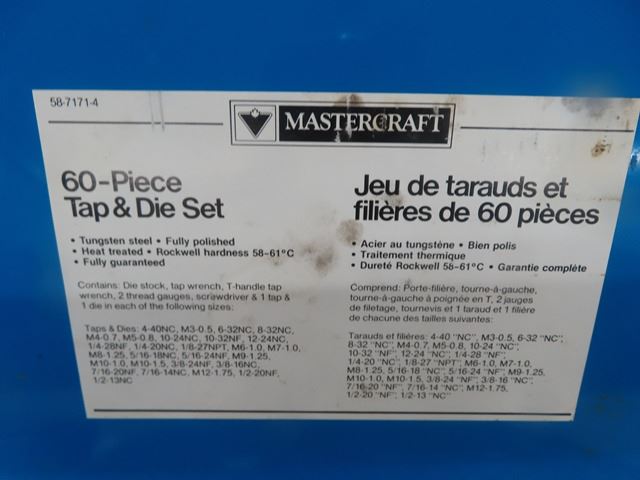 58-7171-4
MASTERCRAFT
60-Piece
Tap & Die Set
• Tungsten steel • Fully polished
• Heat treated • Rockwell hardness 58-61°C
• Fully guaranteed
Contains: Die stock, tap wrench, T-handle tap
wrench, 2 thread gauges, screwdriver & 1 tap &
1 die in each of the following sizes:
Taps & Dies: 4-40NC, M3-0.5, 6-32NC, 8-32NC,
M4-0.7, M5-0.8, 10-24NC, 10-32NF, 12-24NC,
1/4-28NF, 1/4-20NC, 1/8-27NPT, M6-1.0, M7-1.0,
M8-1.25, 5/16-18NC, 5/16-24NF, M9-1.25,
M10-1.0, M10-1.5, 3/8-24NF, 3/8-16NC,
7/16-20NF, 7/16-14NC, M12-1.75, 1/2-20NF,
1/2-13NC
Jeu de tarauds et
filières de 60 pièces
• Acier au tungstène • Bien polis
• Traitement thermique
• Dureté Rockwell 58-61°C • Garantie complète
Comprend: Porte-filière, tourne-à-gauche,
tourne-à-gauche à poignée en T, 2 jauges
de filetage, tournevis et 1 taraud et 1 filière
de chacune des tailles suivantes:
Tarauds et filières: 4-40 "NC", M3-0.5, 6-32 "NC",
8-32 "NC", M4-0.7, M5-0.8, 10-24 "NC",
10-32 "NF", 12-24 "NC", 1/4-28 "NF",
1/4-20 "NC", 1/8-27 "NPT", M6-1.0, M7-1.0,
M8-1.25, 5/16-18 "NC", 5/16-24 "NF", M9-1.25,
M10-1.0, M10-1.5, 3/8-24 "NF", 3/8-16 "NC",
7/16-20 "NF", 7/16-14 "NC", M12-1.75,
1/2-20 "NF", 1/2-13 "NC"